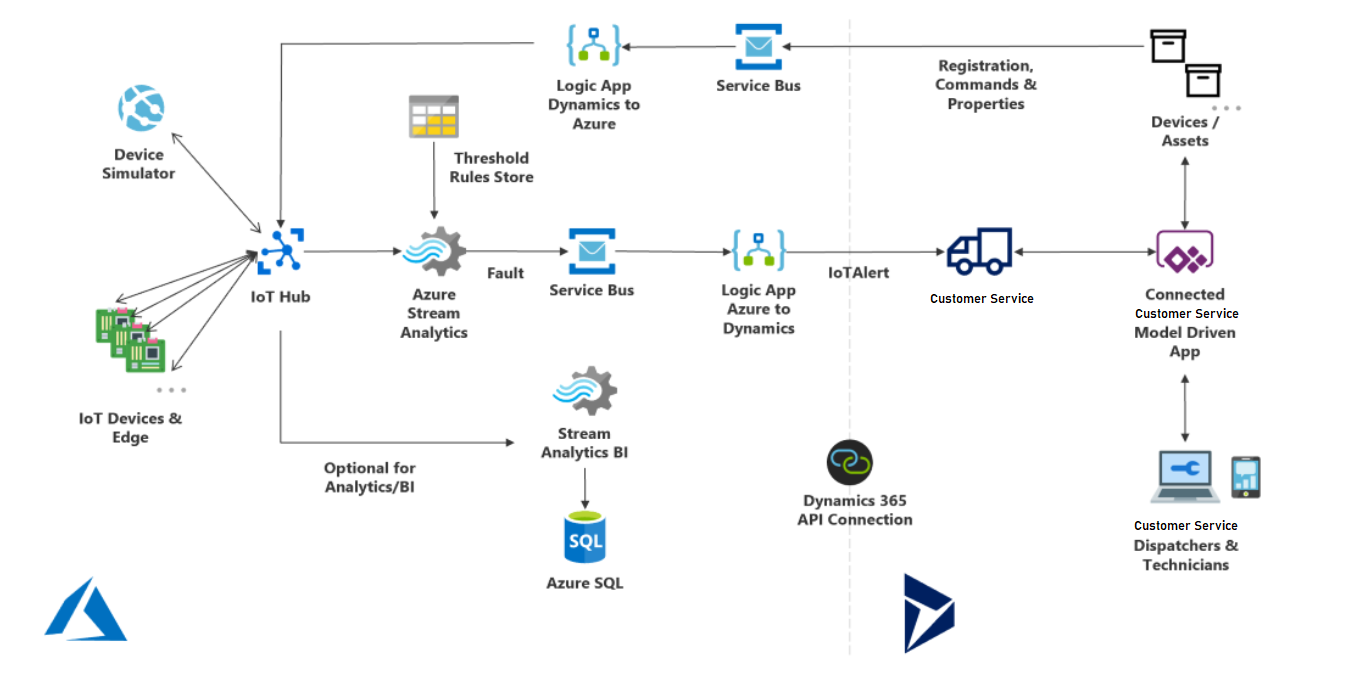 Logic App
Dynamics to
Azure
Service Bus
Registration,
Commands &
Properties
Devices /
Assets
Device
Simulator
Threshold
Rules Store
IoT Hub
Azure
Stream
Analytics
Fault
Service Bus
Logic App
Azure to
Dynamics
IoTAlert
Customer Service
Connected
Customer Service
Model Driven
App
IoT Devices &
Edge
Optional for
Analytics/BI
Stream
Analytics BI
SQL
Azure SQL
Dynamics 365
API Connection
Customer Service
Dispatchers &
Technicians